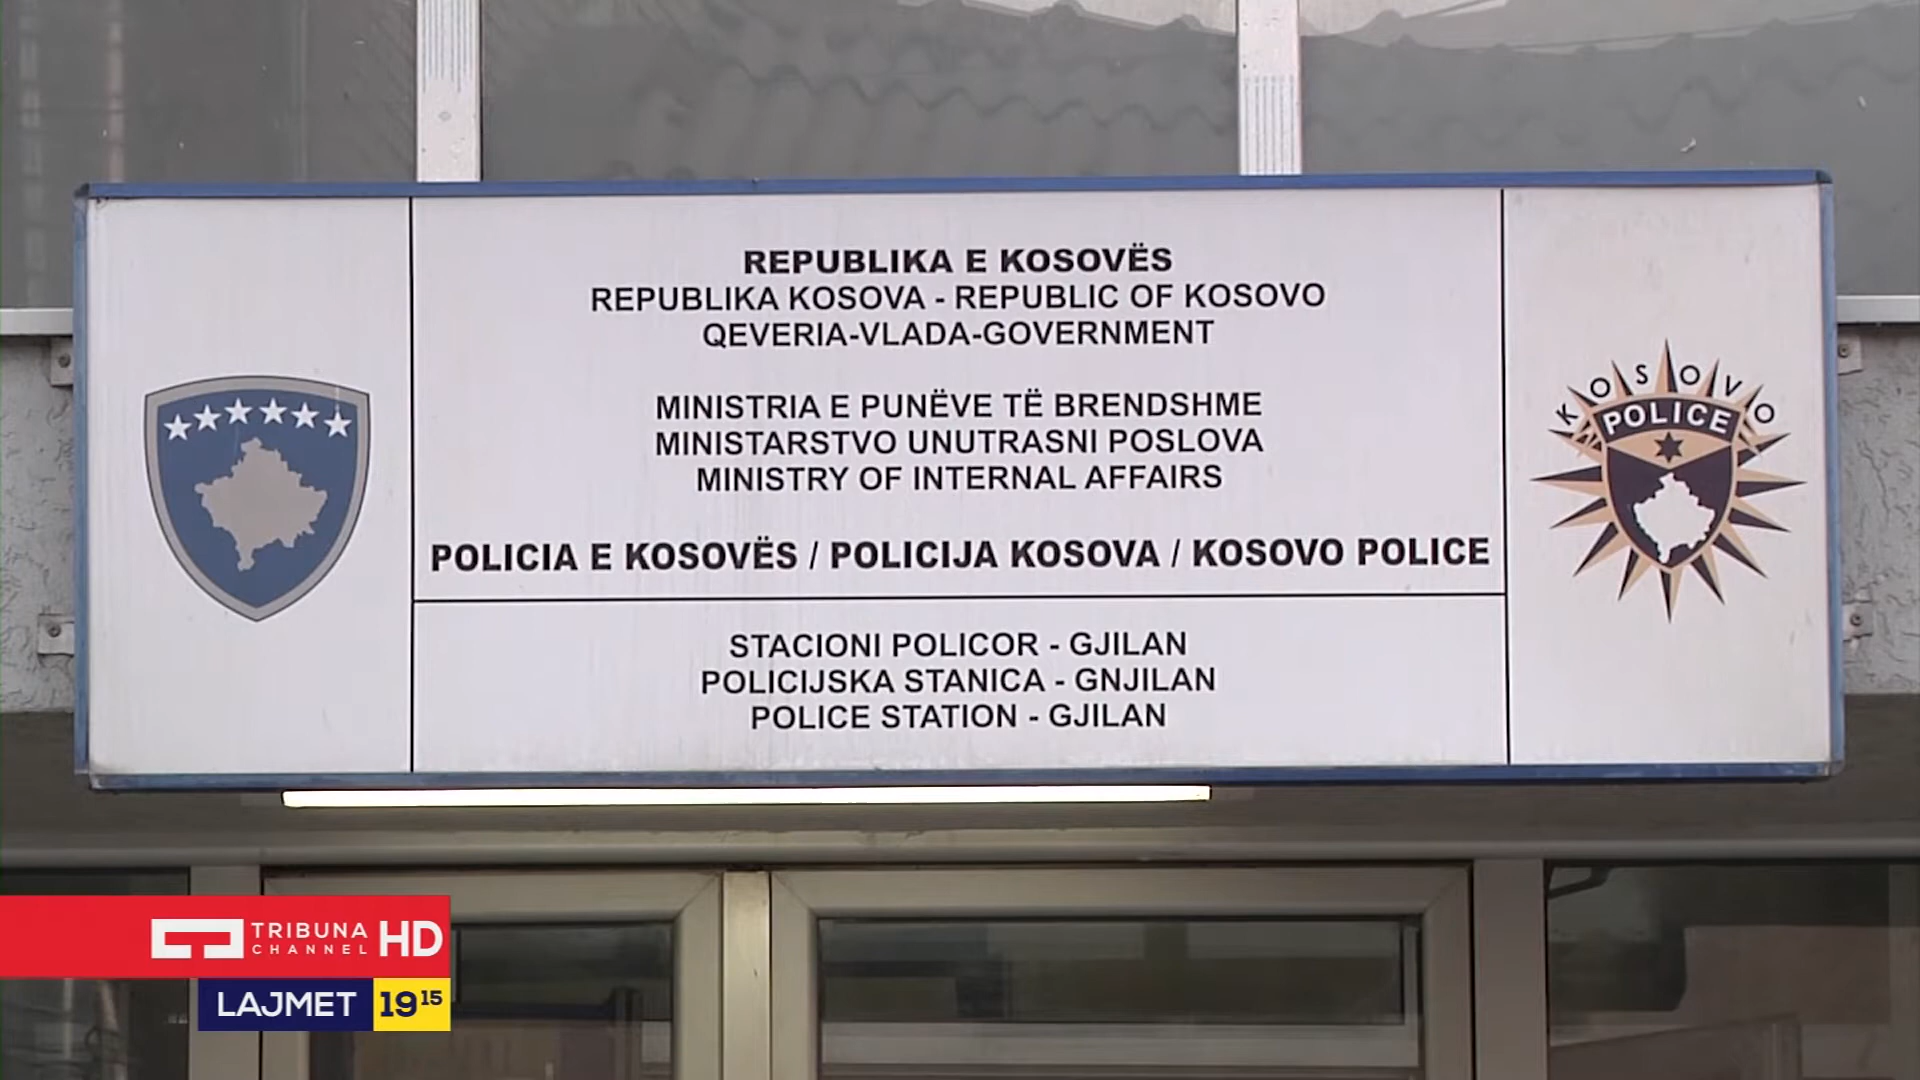 REPUBLIKA E KOSOVËS
REPUBLIKA KOSOVA - REPUBLIC OF KOSOVO
QEVERIA-VLADA-GOVERNMENT
MINISTRIA E PUNËVE TË BRENDSHME
MINISTARSTVO UNUTRASNI POSLOVA
MINISTRY OF INTERNAL AFFAIRS
POLICIA E KOSOVËS / POLICIJA KOSOVA / KOSOVO POLICE
STACIONI POLICOR - GJILAN
POLICIJSKA STANICA - GNJILAN
POLICE STATION - GJILAN
KOSOVO
POLICE
TRIBUNA
CHANNEL
HD
LAJMET 19 15